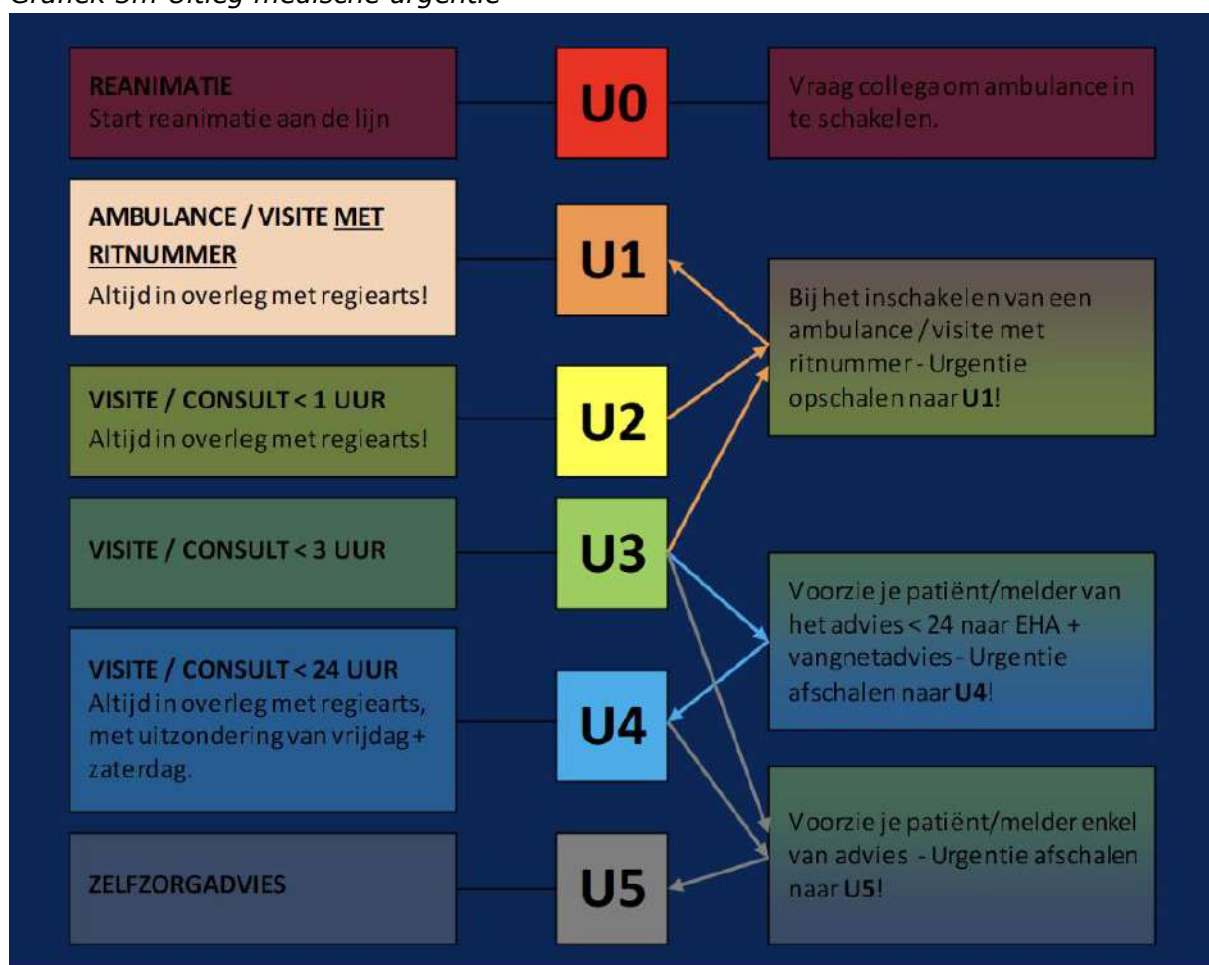 Grafiek 3m Uitleg medische urgentie
REANIMATIE
Start reanimatie aan de lijn
U0
Vraag collega om ambulance in
te schakelen.
AMBULANCE / VISITE MET
RITNUMMER
Altijd in overleg met regiearts!
U1
Bij het inschakelen van een
ambulance / visite met
ritnummer - Urgentie
opschalen naar U1!
VISITE / CONSULT < 1 UUR
Altijd in overleg met regiearts!
U2
VISITE / CONSULT < 3 UUR
U3
Voorzie je patiënt/melder van
het advies < 24 naar EHA +
vangnetadvies - Urgentie
afschalen naar U4!
VISITE / CONSULT < 24 UUR
Altijd in overleg met regiearts,
met uitzondering van vrijdag +
zaterdag.
U4
Voorzie je patiënt/melder enkel
van advies - Urgentie afschalen
naar U5!
ZELFZORGADVIES
U5